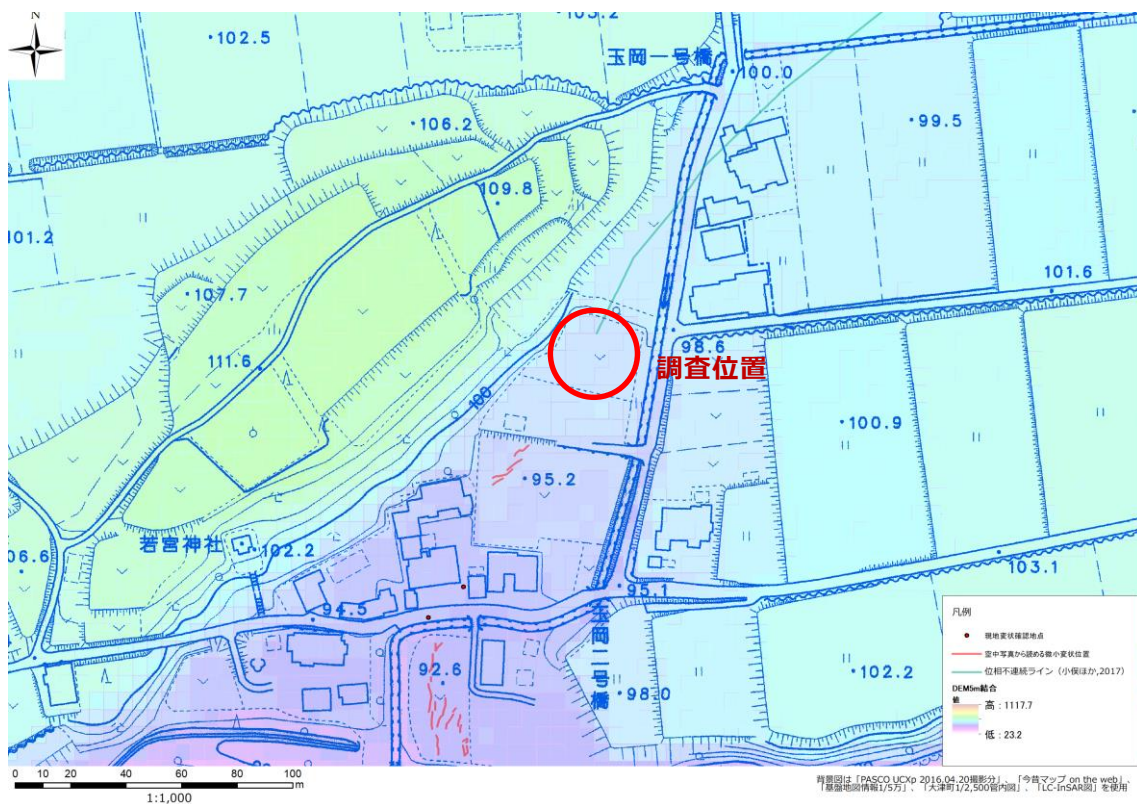 N
102.5
103.2
玉岡一号橋
100.0
106.2
99.5
109.8
101.2
107.7
101.6
98.6
調査位置
111.6
100
100.9
95.2
若宮神社
102.2
06.6
103.1
94.5
95.1
92.6
玉岡二号橋
98.0
102.2
凡例
現地変状確認地点
空中写真から読める微小変状位置
位相不連続ライン(小俣ほか,2017)
DEM5m結合
値
高 : 1117.7
低 : 23.2
0 10 20 40 60 80 100
m
1:1,000
背景図は「PASCO UCXp 2016.04.20撮影分」、「今昔マップ on the web」、
「基盤地図情報1/5万」、「大津町1/2,500管内図」、「LC-InSAR図」を使用